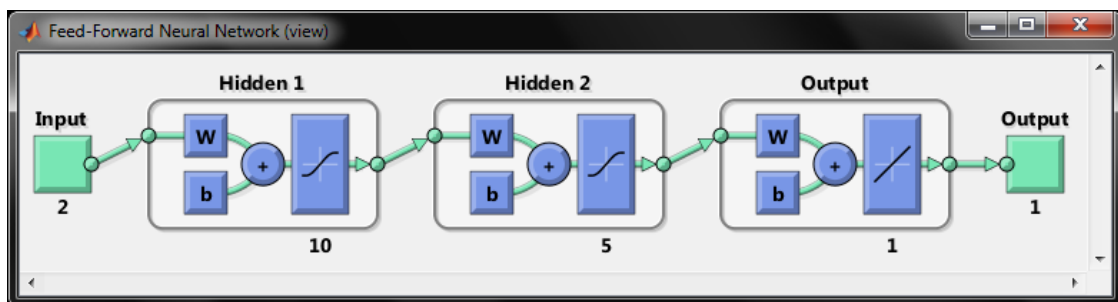 Feed-Forward Neural Network (view)
Hidden 1
Hidden 2
Output
Input
Output
W
W
W
+
+
+
b
b
b
2
1
10
5
1